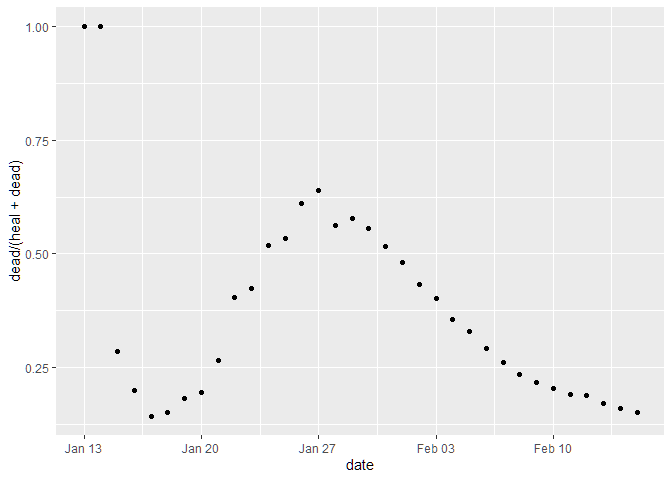 1.00
0.75
0.50
0.25
dead/(heal + dead)
Jan 13
Jan 20
Jan 27
Feb 03
Feb 10
date